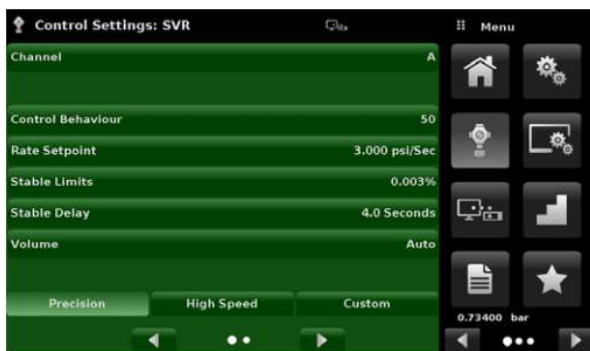 Control Settings: SVR
Menu
Channel A
Control Behaviour 50
Rate Setpoint 3.000 psi/Sec
Stable Limits 0.003%
Stable Delay 4.0 Seconds
Volume Auto
Precision High Speed Custom
0.73400 bar